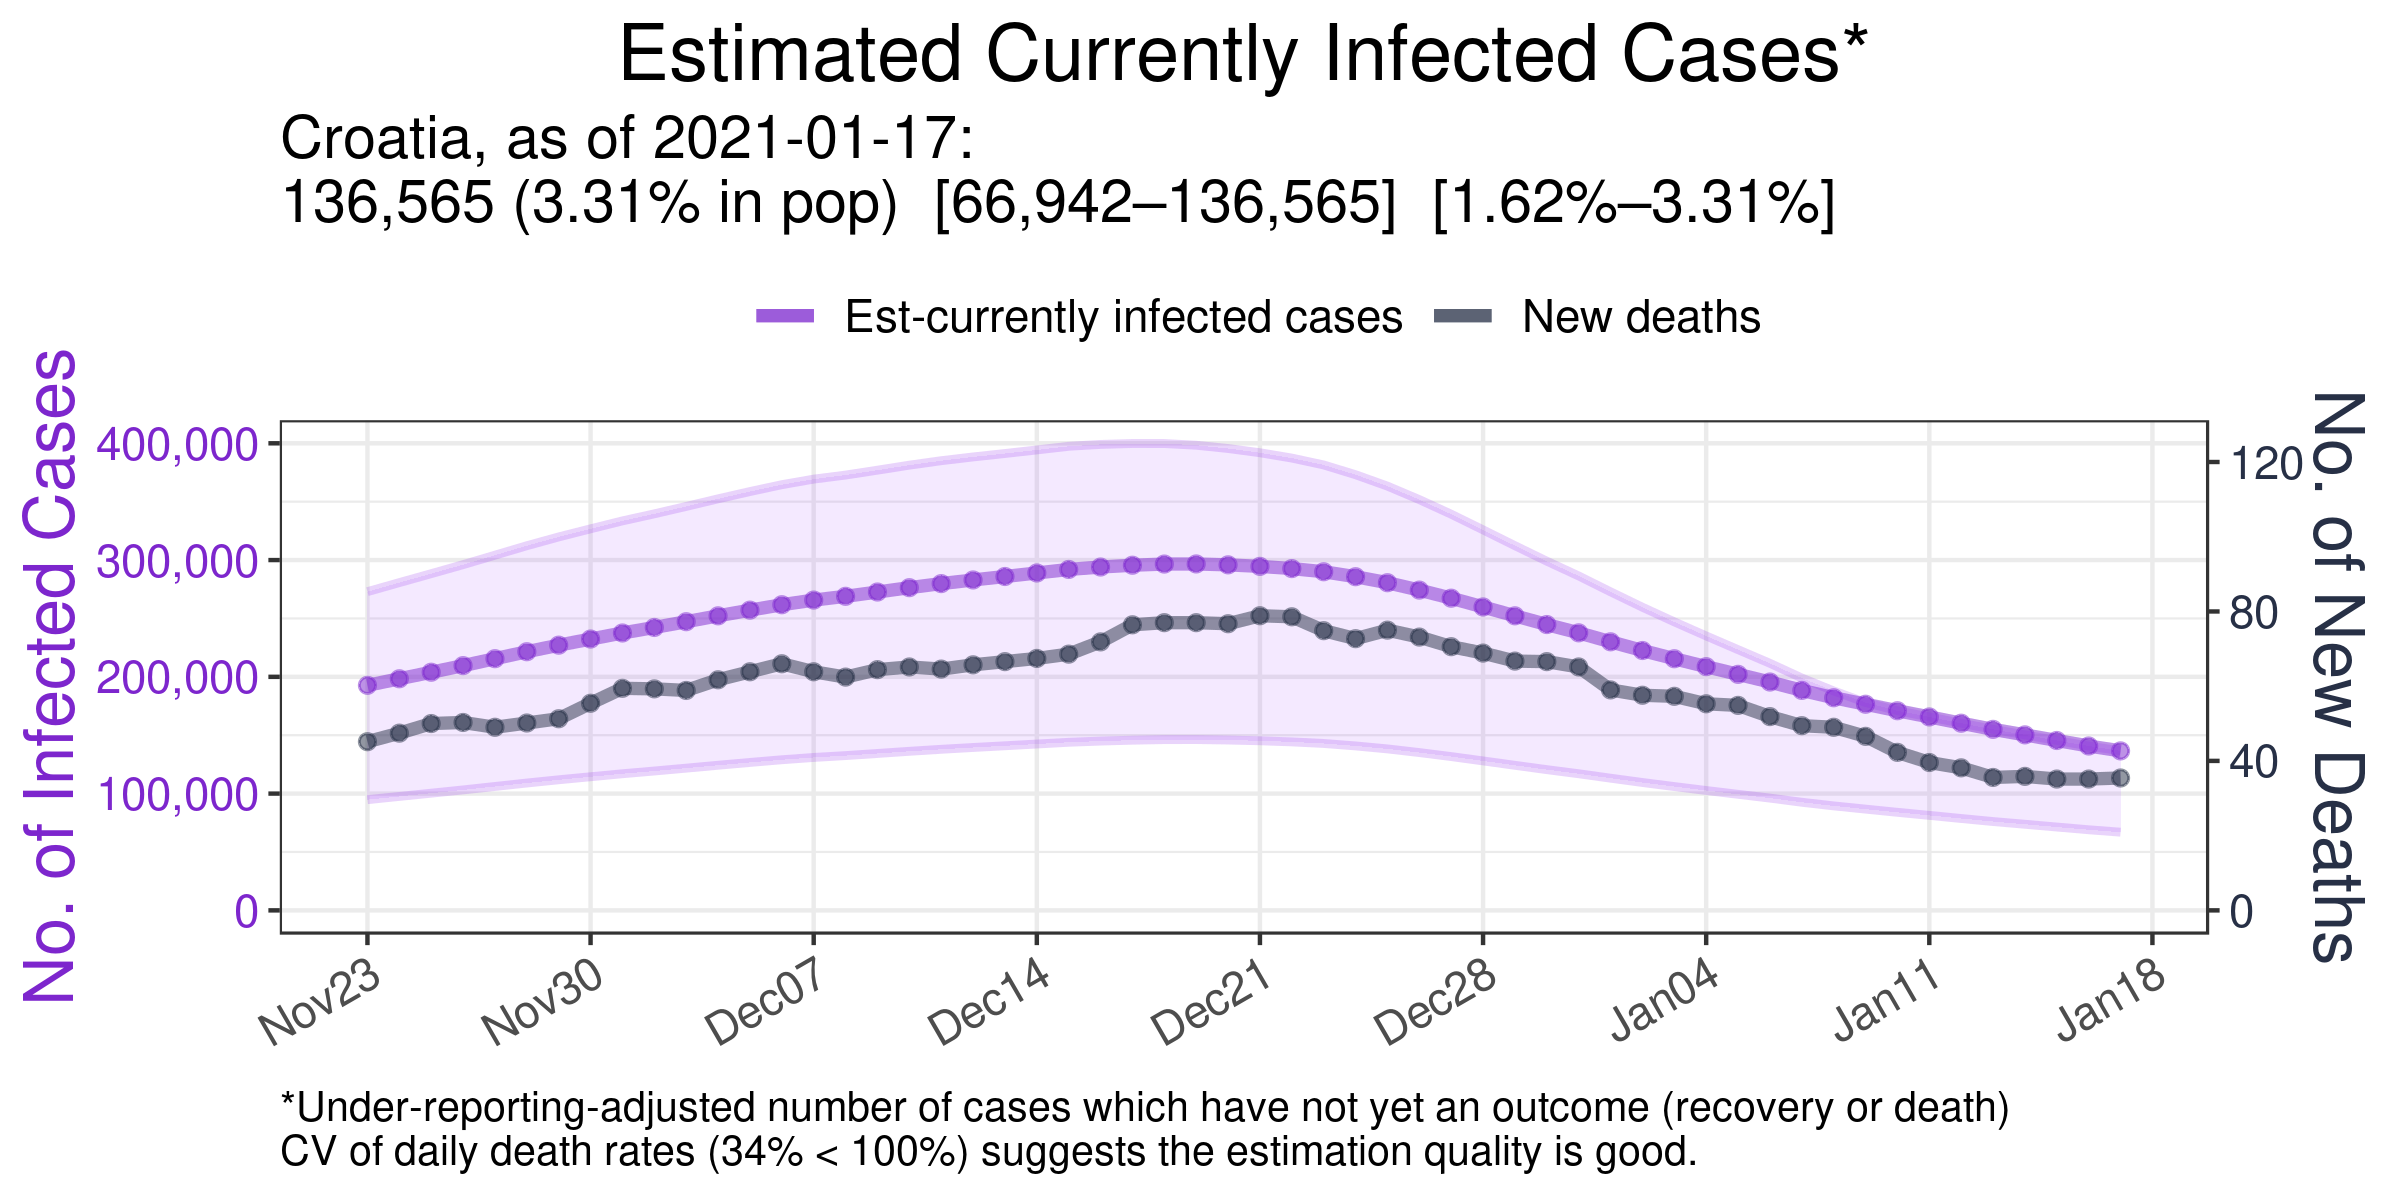 Estimated Currently Infected Cases*
Croatia, as of 2021-01-17:
136,565 (3.31% in pop)  [66,942–136,565]  [1.62%–3.31%]
Est-currently infected cases
New deaths
No. of Infected Cases
400,000
300,000
200,000
100,000
0
120
80
40
0
No. of New Deaths
Nov23
Nov30
Dec07
Dec14
Dec21
Dec28
Jan04
Jan11
Jan18
*Under-reporting-adjusted number of cases which have not yet an outcome (recovery or death)
CV of daily death rates (34% < 100%) suggests the estimation quality is good.